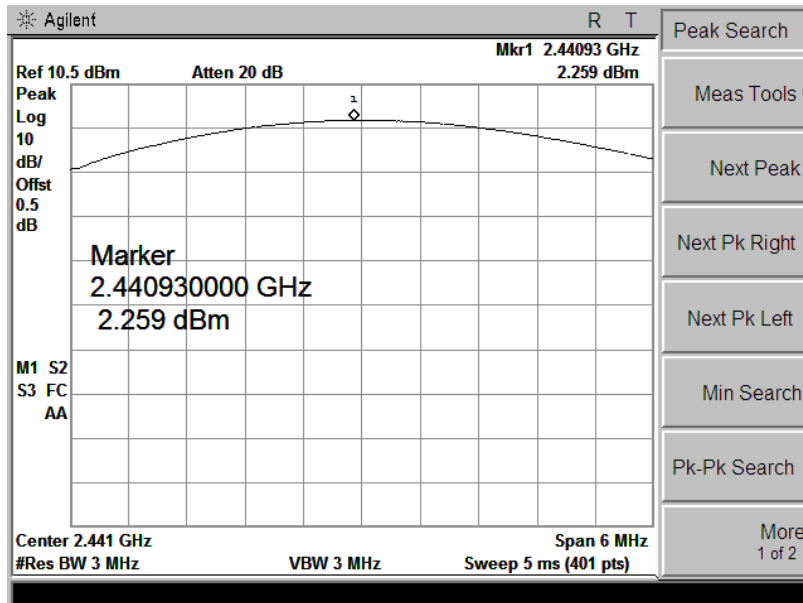 Agilent R T
Mkr1 2.44093 GHz
Ref 10.5 dBm Atten 20 dB 2.259 dBm
Peak
Log
10
dB/
Offst
0.5
dB
1
Marker
2.440930000 GHz
2.259 dBm
M1 S2
S3 FC
AA
Center 2.441 GHz Span 6 MHz
#Res BW 3 MHz VBW 3 MHz Sweep 5 ms (401 pts)
Peak Search
Meas Tools
Next Peak
Next Pk Right
Next Pk Left
Min Search
Pk-Pk Search
More
1 of 2